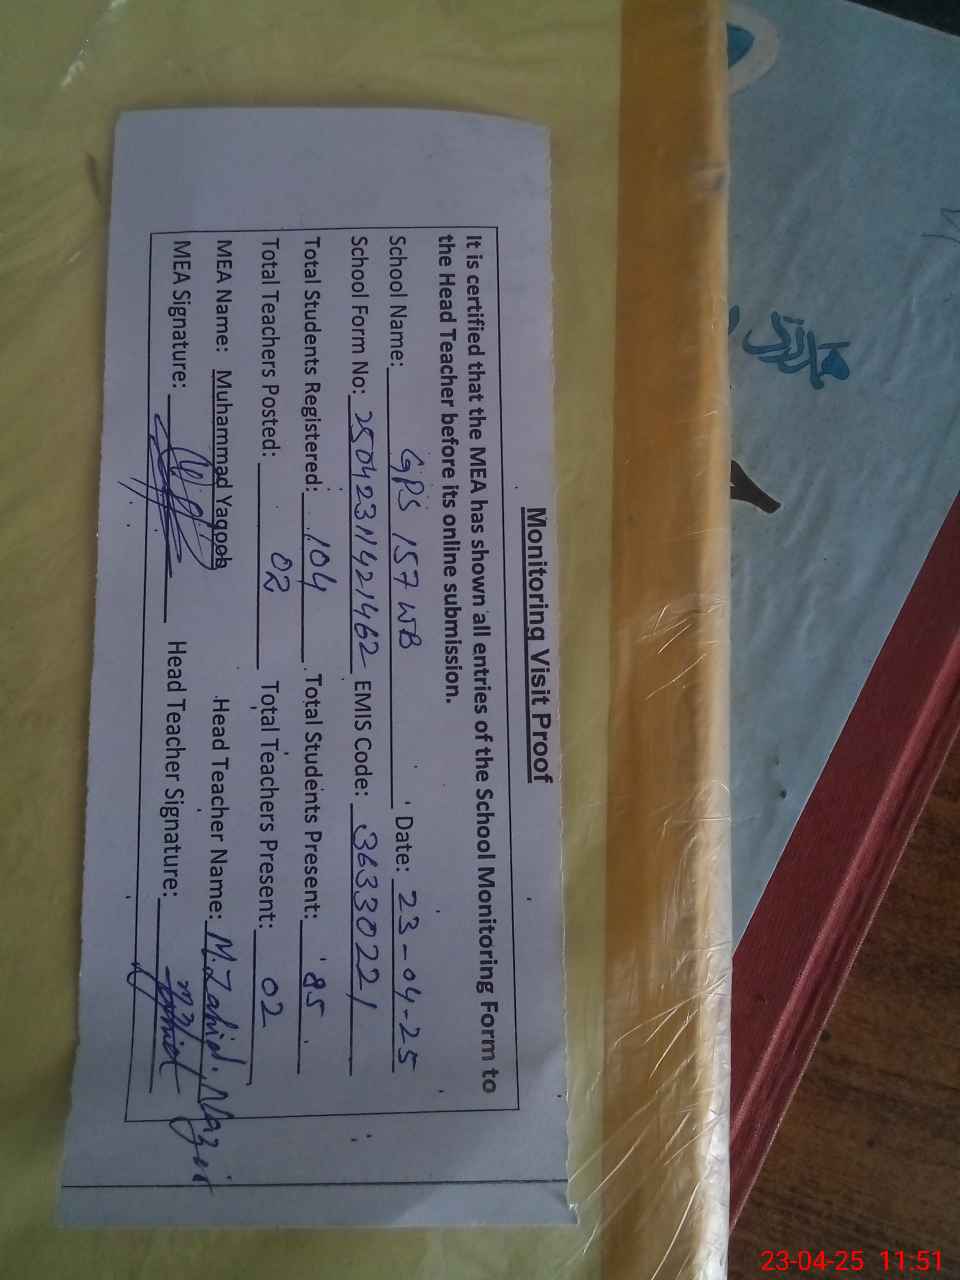 Monitoring Visit Proof
It is certified that the MEA has shown all entries of the School Monitoring Form to
the Head Teacher before its online submission.
School Name: GPS 157 WB Date: 23-04-25
School Form No: 25042311421462 EMIS Code: 36330221
Total Students Registered: 104 Total Students Present: 85
Total Teachers Posted: 02 Total Teachers Present: 02
MEA Name: Muhammad Yaqoob Head Teacher Name: M. Zahid Nazir
MEA Signature: Head Teacher Signature:
23-04-25 11:51